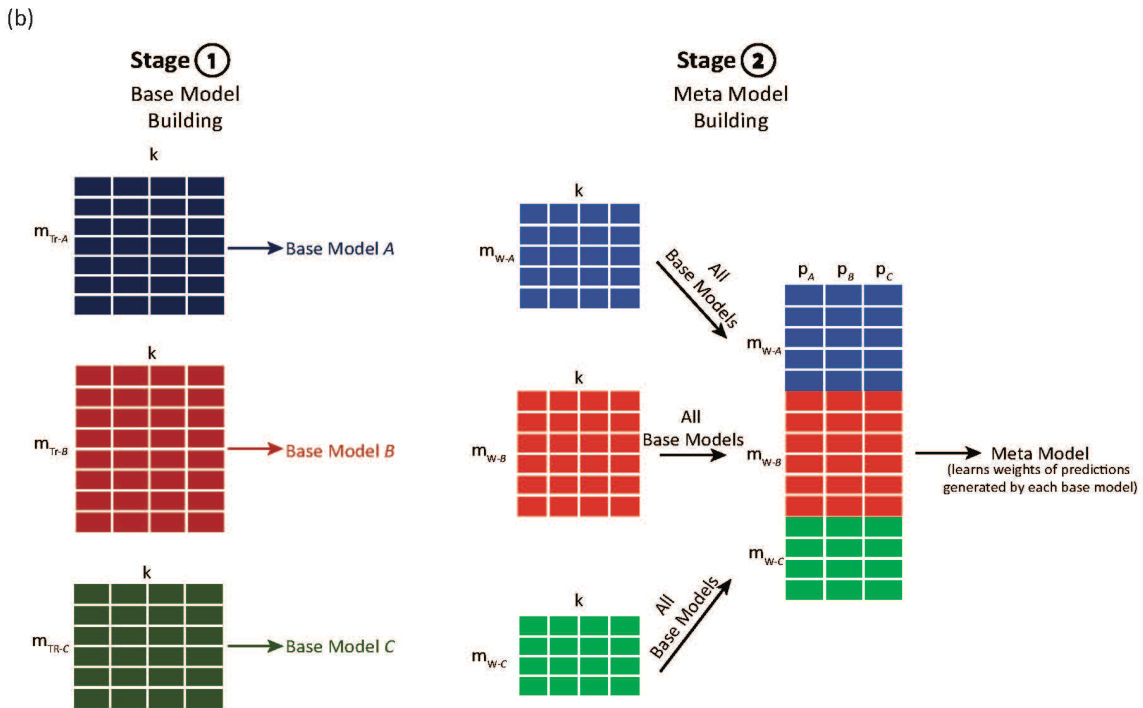 (b)
Stage 1
Base Model
Building
k
m_Tr-A
Base Model A
k
m_Tr-B
Base Model B
k
m_TR-C
Base Model C
Stage 2
Meta Model
Building
k
m_W-A
All
Base Models
k
m_W-B
All
Base Models
k
m_W-C
All
Base Models
p_A p_B p_C
m_W-A
m_W-B
m_W-C
Meta Model
(learns weights of predictions
generated by each base model)